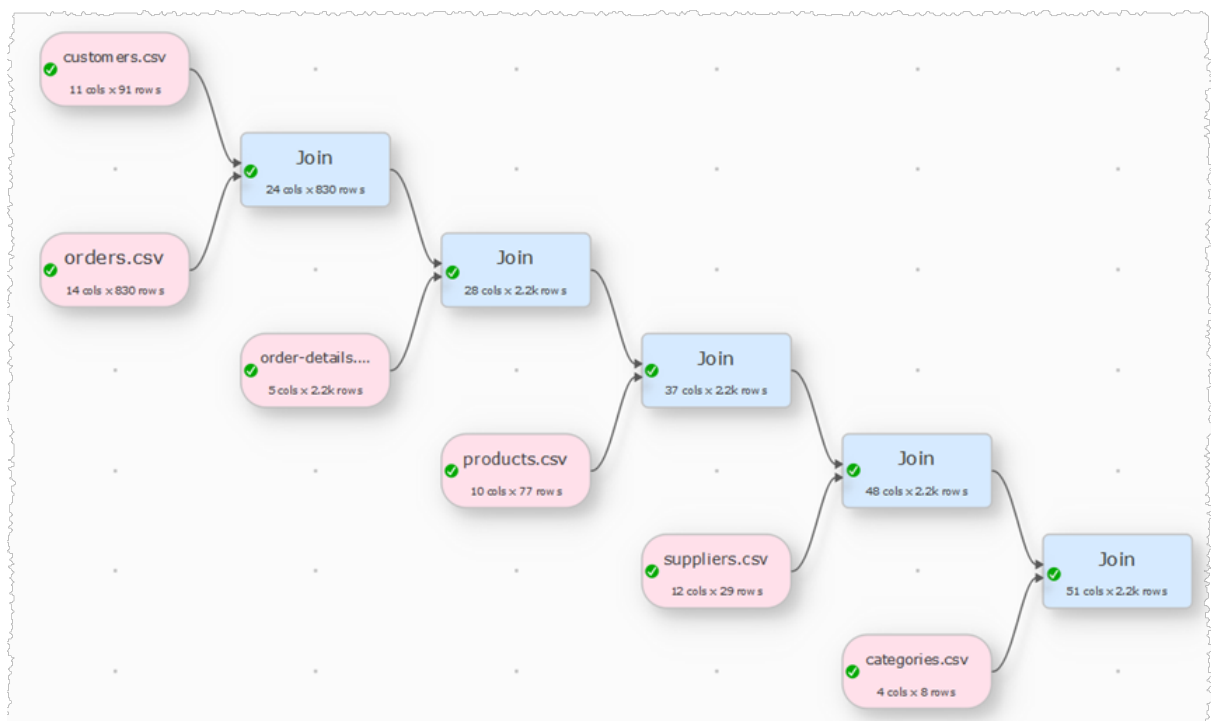 customers.csv
11 cols x 91 rows
Join
24 cols x 830 rows
orders.csv
14 cols x 830 rows
Join
28 cols x 2.2k rows
order-details....
5 cols x 2.2k rows
Join
37 cols x 2.2k rows
products.csv
10 cols x 77 rows
Join
48 cols x 2.2k rows
suppliers.csv
12 cols x 29 rows
Join
51 cols x 2.2k rows
categories.csv
4 cols x 8 rows